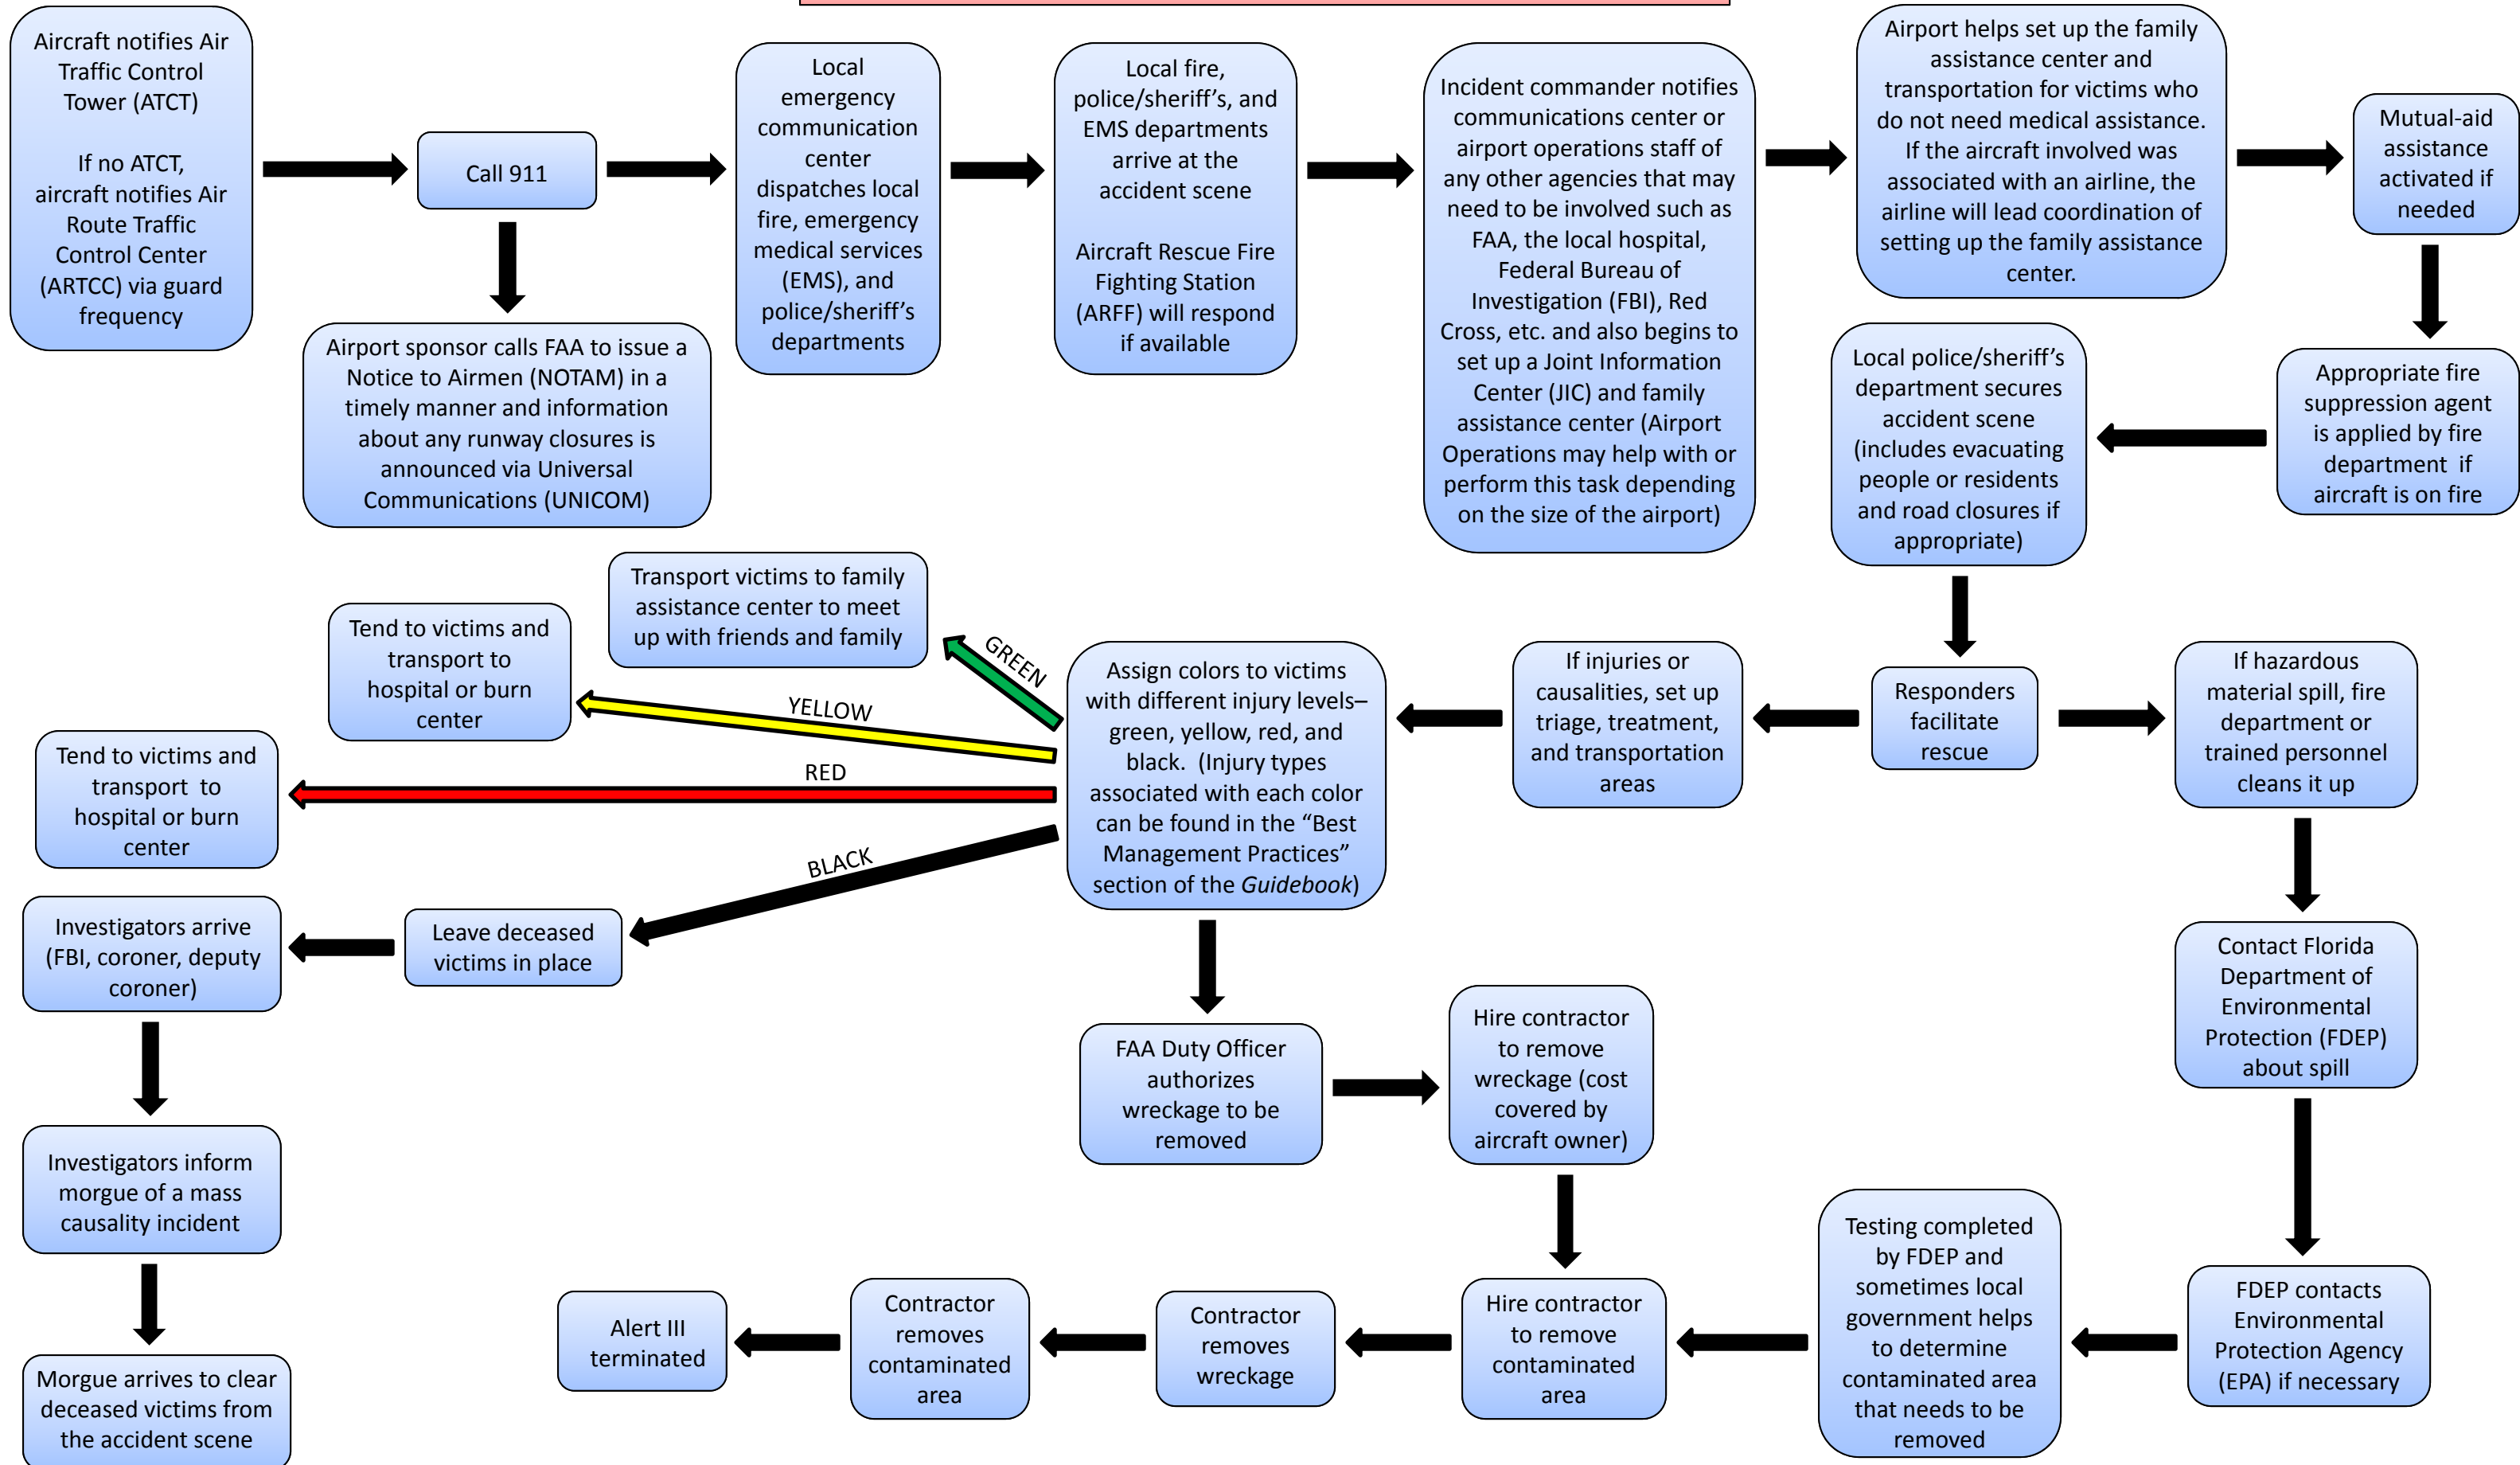 Aircraft notifies Air
Traffic Control
Tower (ATCT)
If no ATCT,
aircraft notifies Air
Route Traffic
Control Center
(ARTCC) via guard
frequency
Call 911
Airport sponsor calls FAA to issue a
Notice to Airmen (NOTAM) in a
timely manner and information
about any runway closures is
announced via Universal
Communications (UNICOM)
Local
emergency
communication
center
dispatches local
fire, emergency
medical services
(EMS), and
police/sheriff’s
departments
Local fire,
police/sheriff’s, and
EMS departments
arrive at the
accident scene
Aircraft Rescue Fire
Fighting Station
(ARFF) will respond
if available
Incident commander notifies
communications center or
airport operations staff of
any other agencies that may
need to be involved such as
FAA, the local hospital,
Federal Bureau of
Investigation (FBI), Red
Cross, etc. and also begins to
set up a Joint Information
Center (JIC) and family
assistance center (Airport
Operations may help with or
perform this task depending
on the size of the airport)
Airport helps set up the family
assistance center and
transportation for victims who
do not need medical assistance.
If the aircraft involved was
associated with an airline, the
airline will lead coordination of
setting up the family assistance
center.
Mutual-aid
assistance
activated if
needed
Appropriate fire
suppression agent
is applied by fire
department if
aircraft is on fire
Local police/sheriff’s
department secures
accident scene
(includes evacuating
people or residents
and road closures if
appropriate)
Responders
facilitate
rescue
If hazardous
material spill, fire
department or
trained personnel
cleans it up
If injuries or
causalities, set up
triage, treatment,
and transportation
areas
Assign colors to victims
with different injury levels–
green, yellow, red, and
black. (Injury types
associated with each color
can be found in the “Best
Management Practices”
section of the Guidebook)
GREEN
Transport victims to family
assistance center to meet
up with friends and family
YELLOW
Tend to victims and
transport to
hospital or burn
center
RED
Tend to victims and
transport to
hospital or burn
center
BLACK
Leave deceased
victims in place
Investigators arrive
(FBI, coroner, deputy
coroner)
Investigators inform
morgue of a mass
causality incident
Morgue arrives to clear
deceased victims from
the accident scene
FAA Duty Officer
authorizes
wreckage to be
removed
Hire contractor
to remove
wreckage (cost
covered by
aircraft owner)
Contact Florida
Department of
Environmental
Protection (FDEP)
about spill
FDEP contacts
Environmental
Protection Agency
(EPA) if necessary
Testing completed
by FDEP and
sometimes local
government helps
to determine
contaminated area
that needs to be
removed
Hire contractor
to remove
contaminated
area
Contractor
removes
wreckage
Contractor
removes
contaminated
area
Alert III
terminated